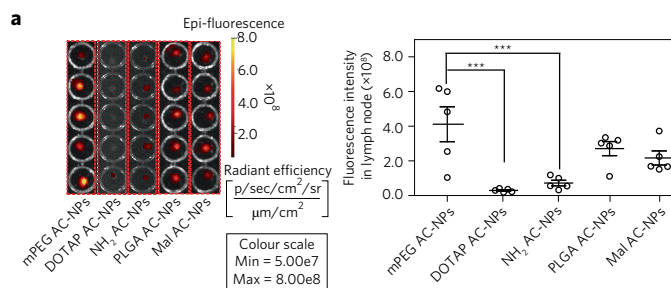 a
Epi-fluorescence
8.0
6.0
4.0
2.0
×10⁸
Radiant efficiency
p/sec/cm²/sr
μm/cm²
Colour scale
Min = 5.00e7
Max = 8.00e8
mPEG AC-NPs
DOTAP AC-NPs
NH₂ AC-NPs
PLGA AC-NPs
Mal AC-NPs
Fluorescence intensity
in lymph node (×10⁸)
8.0
6.0
4.0
2.0
0.0
***
***
mPEG AC-NPs
DOTAP AC-NPs
NH₂ AC-NPs
PLGA AC-NPs
Mal AC-NPs